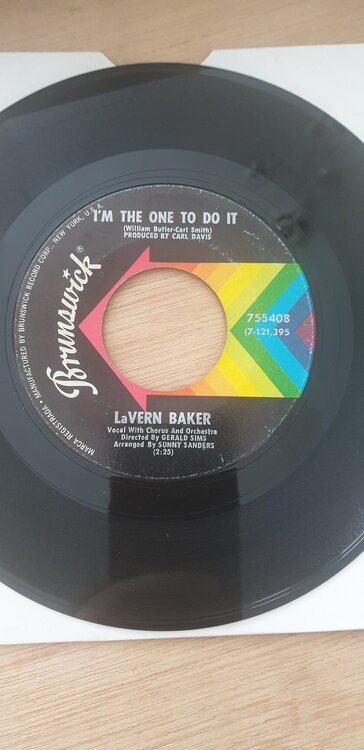 I'M THE ONE TO DO IT
(William Butler-Carl Smith)
PRODUCED BY CARL DAVIS
Brunswick
MARCA REGISTRADA • MANUFACTURED BY BRUNSWICK RECORD CORP., NEW YORK, U.S.A.
755408
(7-121,395
LaVERN BAKER
Vocal With Chorus And Orchestra
Directed By GERALD SIMS
Arranged By SONNY SANDERS
(2:25)